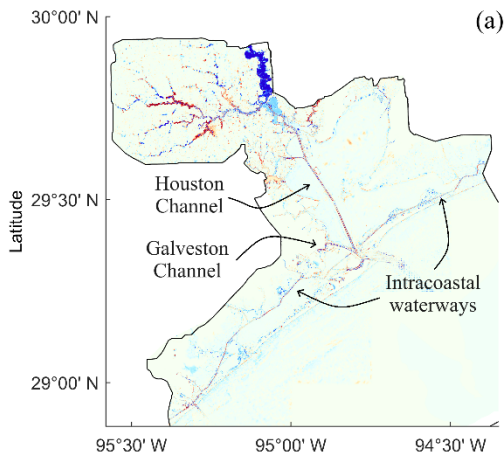 (a)
30°00' N
Latitude
29°30' N
29°00' N
Houston
Channel
Galveston
Channel
Intracoastal
waterways
95°30' W
95°00' W
94°30' W